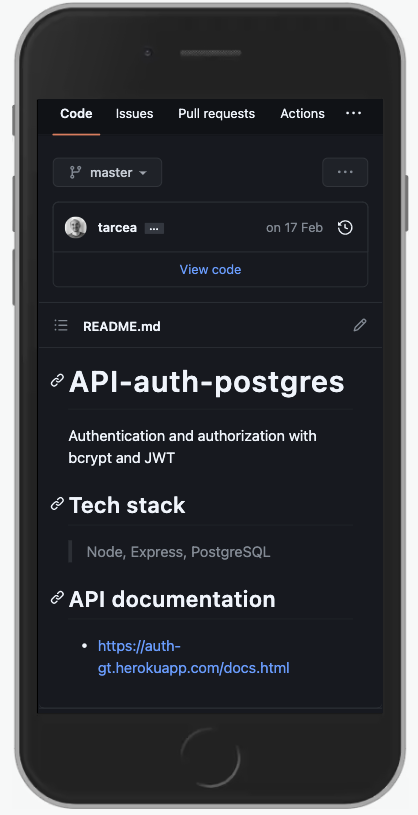 Code Issues Pull requests Actions ...
master ...
tarcea ... on 17 Feb
View code
README.md
API-auth-postgres
Authentication and authorization with
bcrypt and JWT
Tech stack
Node, Express, PostgreSQL
API documentation
• https://auth-
gt.herokuapp.com/docs.html